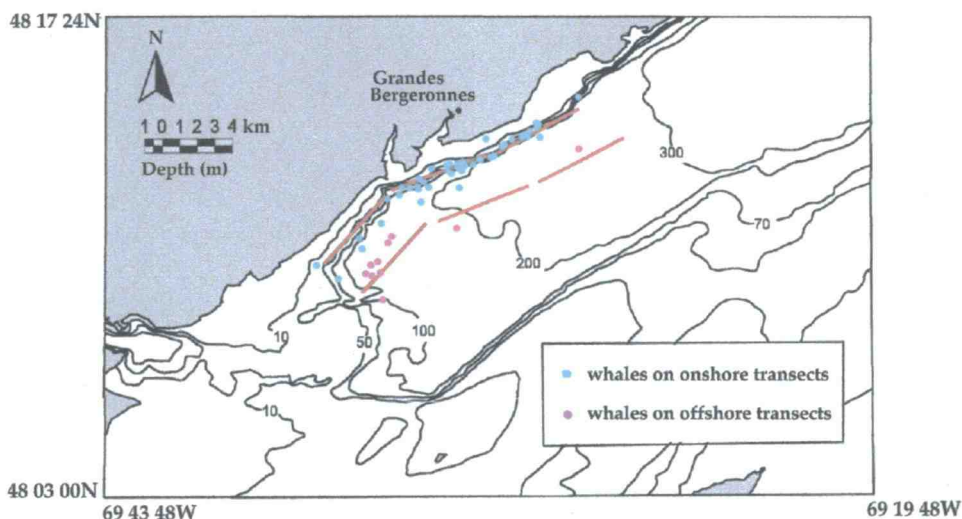 48 17 24N
N
Grandes
Bergeronnes
1 0 1 2 3 4 km
Depth (m)
300
70
200
10
50
100
10
whales on onshore transects
whales on offshore transects
48 03 00N
69 43 48W
69 19 48W